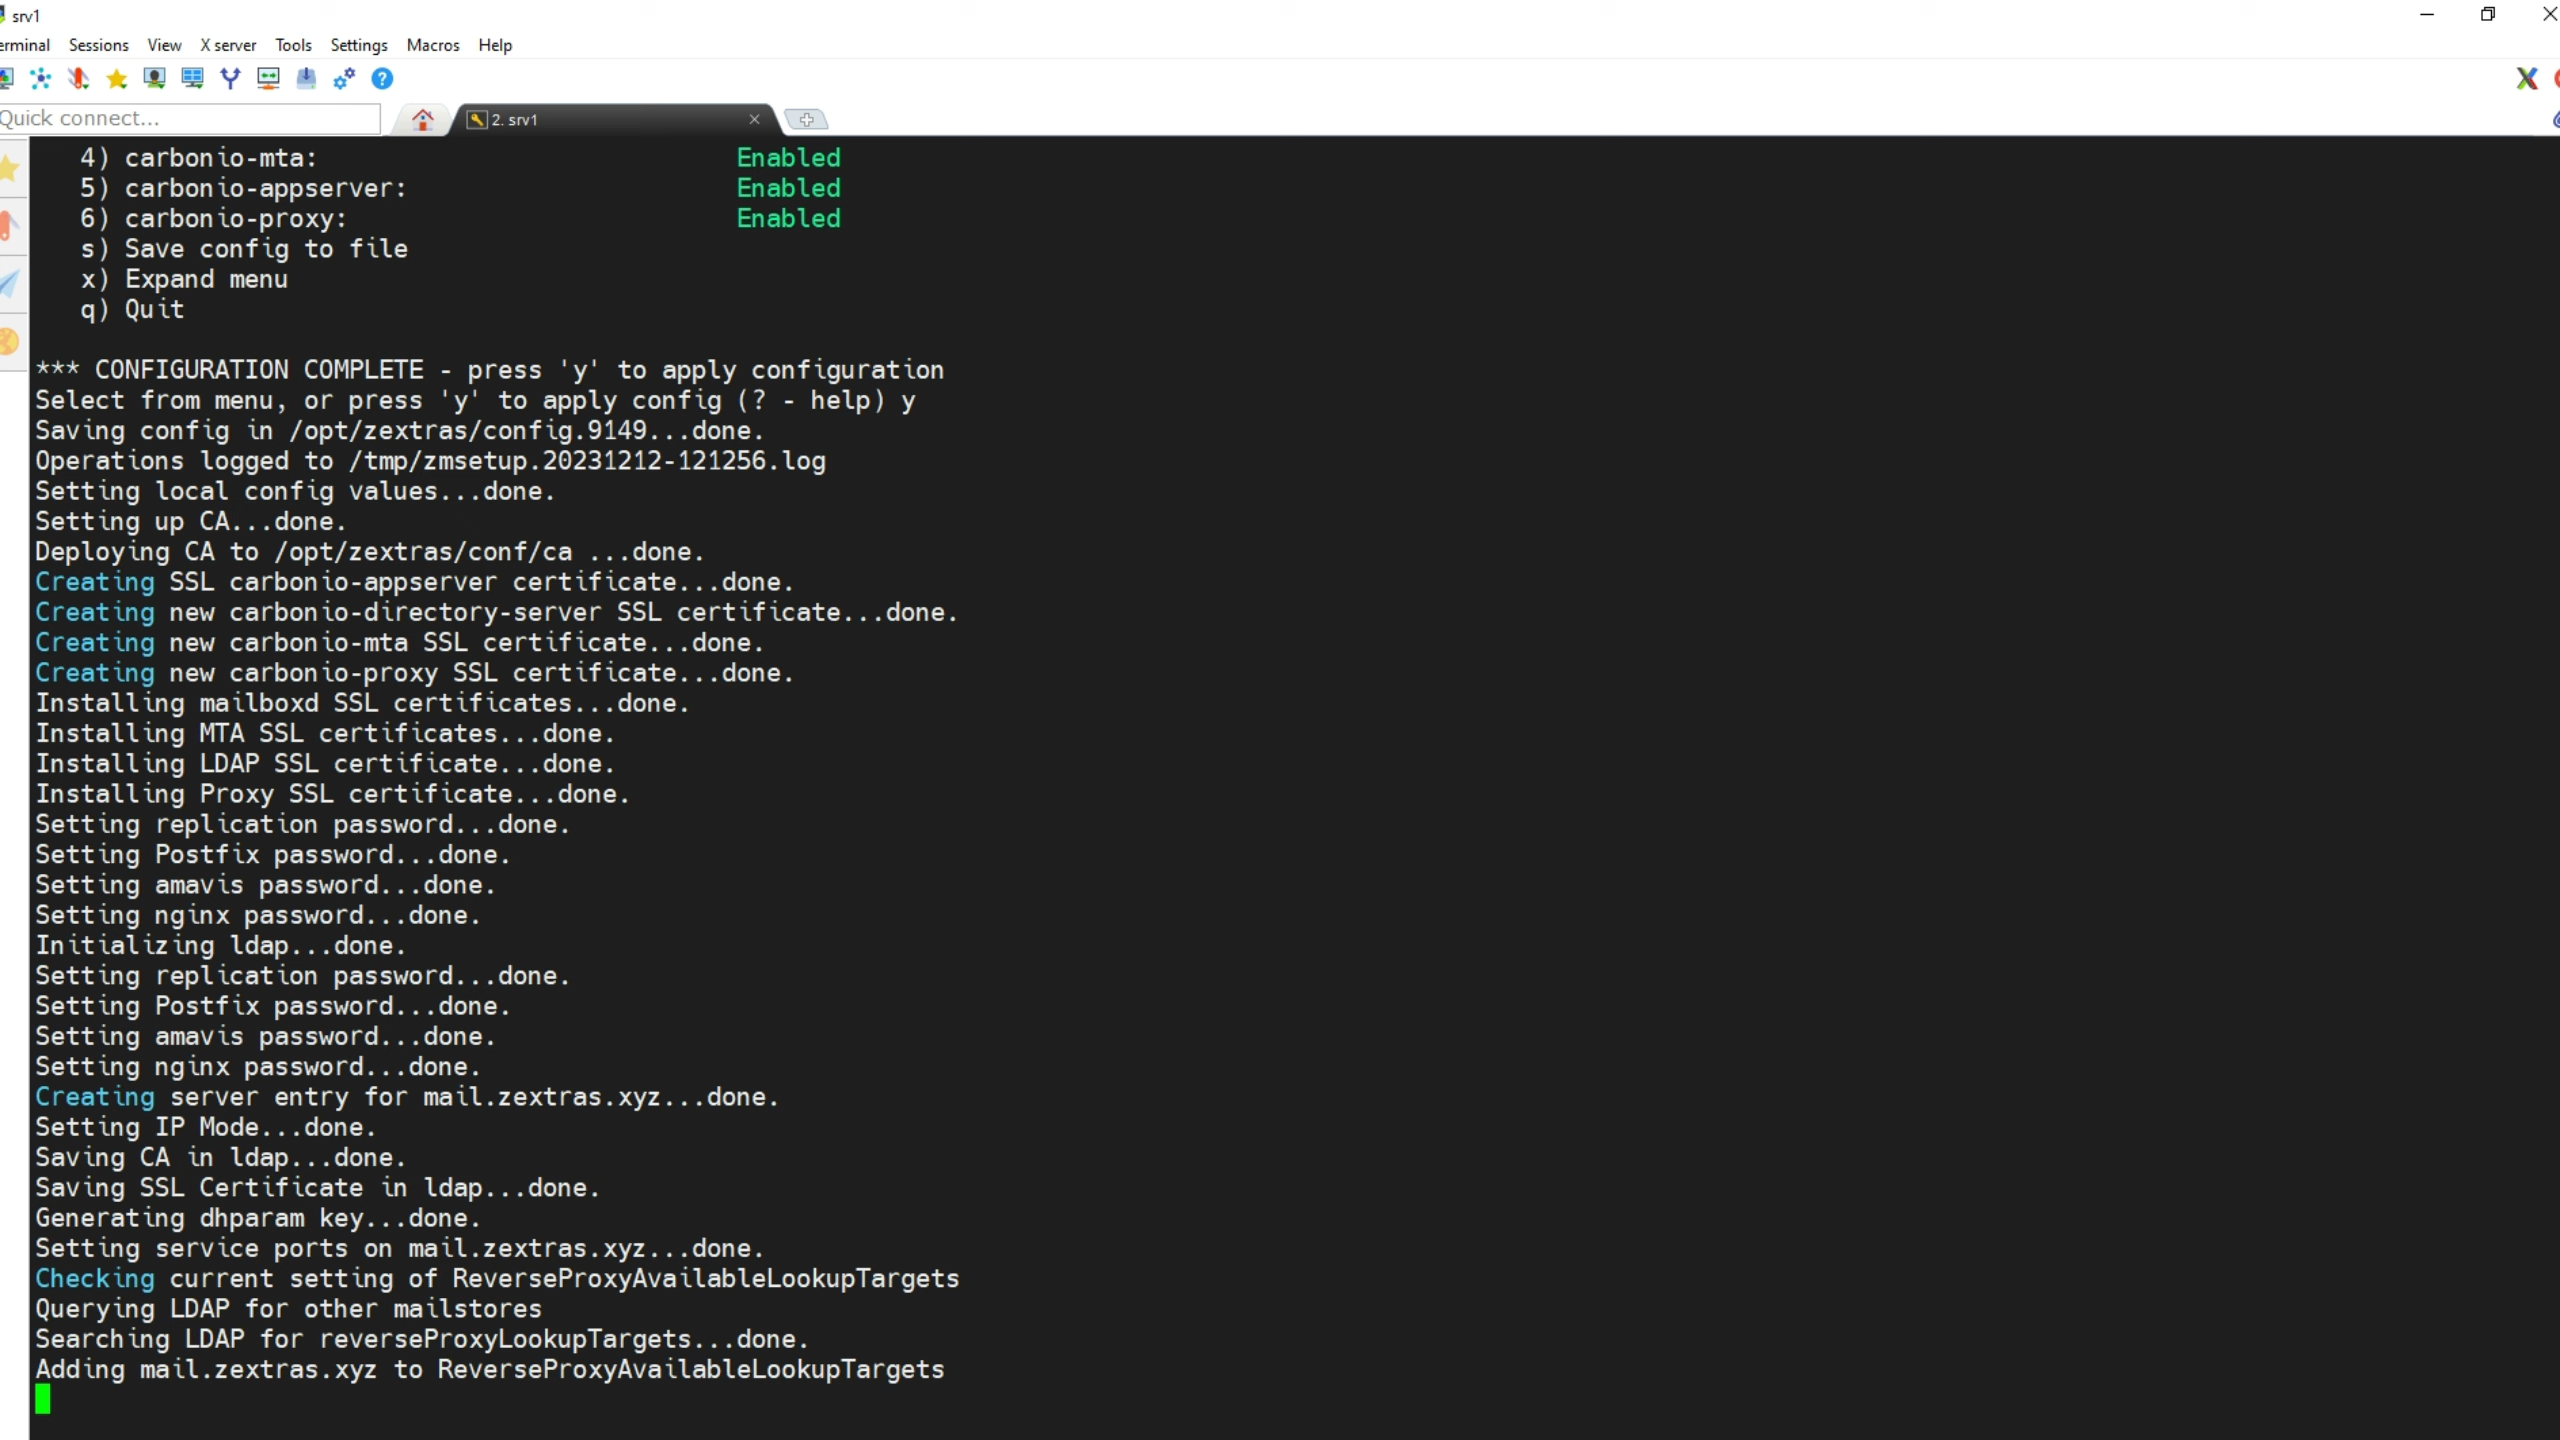 srv1
erminal Sessions View X server Tools Settings Macros Help
Quick connect...
2. srv1
4) carbonio-mta: Enabled
5) carbonio-appserver: Enabled
6) carbonio-proxy: Enabled
s) Save config to file
x) Expand menu
q) Quit
*** CONFIGURATION COMPLETE - press 'y' to apply configuration
Select from menu, or press 'y' to apply config (? - help) y
Saving config in /opt/zextras/config.9149...done.
Operations logged to /tmp/zmsetup.20231212-121256.log
Setting local config values...done.
Setting up CA...done.
Deploying CA to /opt/zextras/conf/ca ...done.
Creating SSL carbonio-appserver certificate...done.
Creating new carbonio-directory-server SSL certificate...done.
Creating new carbonio-mta SSL certificate...done.
Creating new carbonio-proxy SSL certificate...done.
Installing mailboxd SSL certificates...done.
Installing MTA SSL certificates...done.
Installing LDAP SSL certificate...done.
Installing Proxy SSL certificate...done.
Setting replication password...done.
Setting Postfix password...done.
Setting amavis password...done.
Setting nginx password...done.
Initializing ldap...done.
Setting replication password...done.
Setting Postfix password...done.
Setting amavis password...done.
Setting nginx password...done.
Creating server entry for mail.zextras.xyz...done.
Setting IP Mode...done.
Saving CA in ldap...done.
Saving SSL Certificate in ldap...done.
Generating dhparam key...done.
Setting service ports on mail.zextras.xyz...done.
Checking current setting of ReverseProxyAvailableLookupTargets
Querying LDAP for other mailstores
Searching LDAP for reverseProxyLookupTargets...done.
Adding mail.zextras.xyz to ReverseProxyAvailableLookupTargets